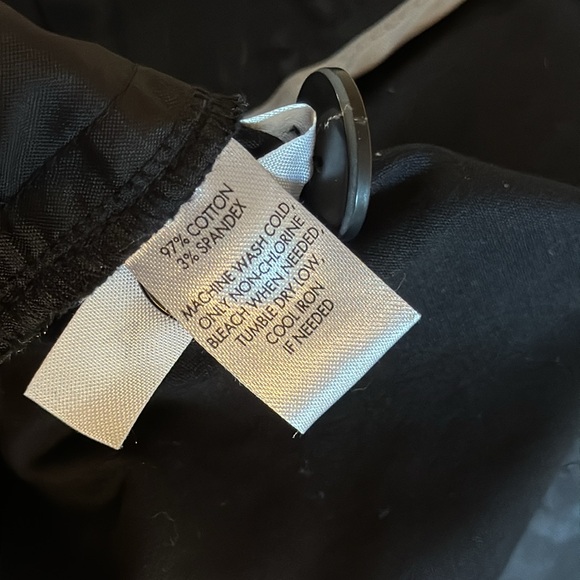 97% COTTON
3% SPANDEX
MACHINE WASH COLD,
ONLY NON-CHLORINE
BLEACH WHEN NEEDED,
TUMBLE DRY LOW,
COOL IRON
IF NEEDED